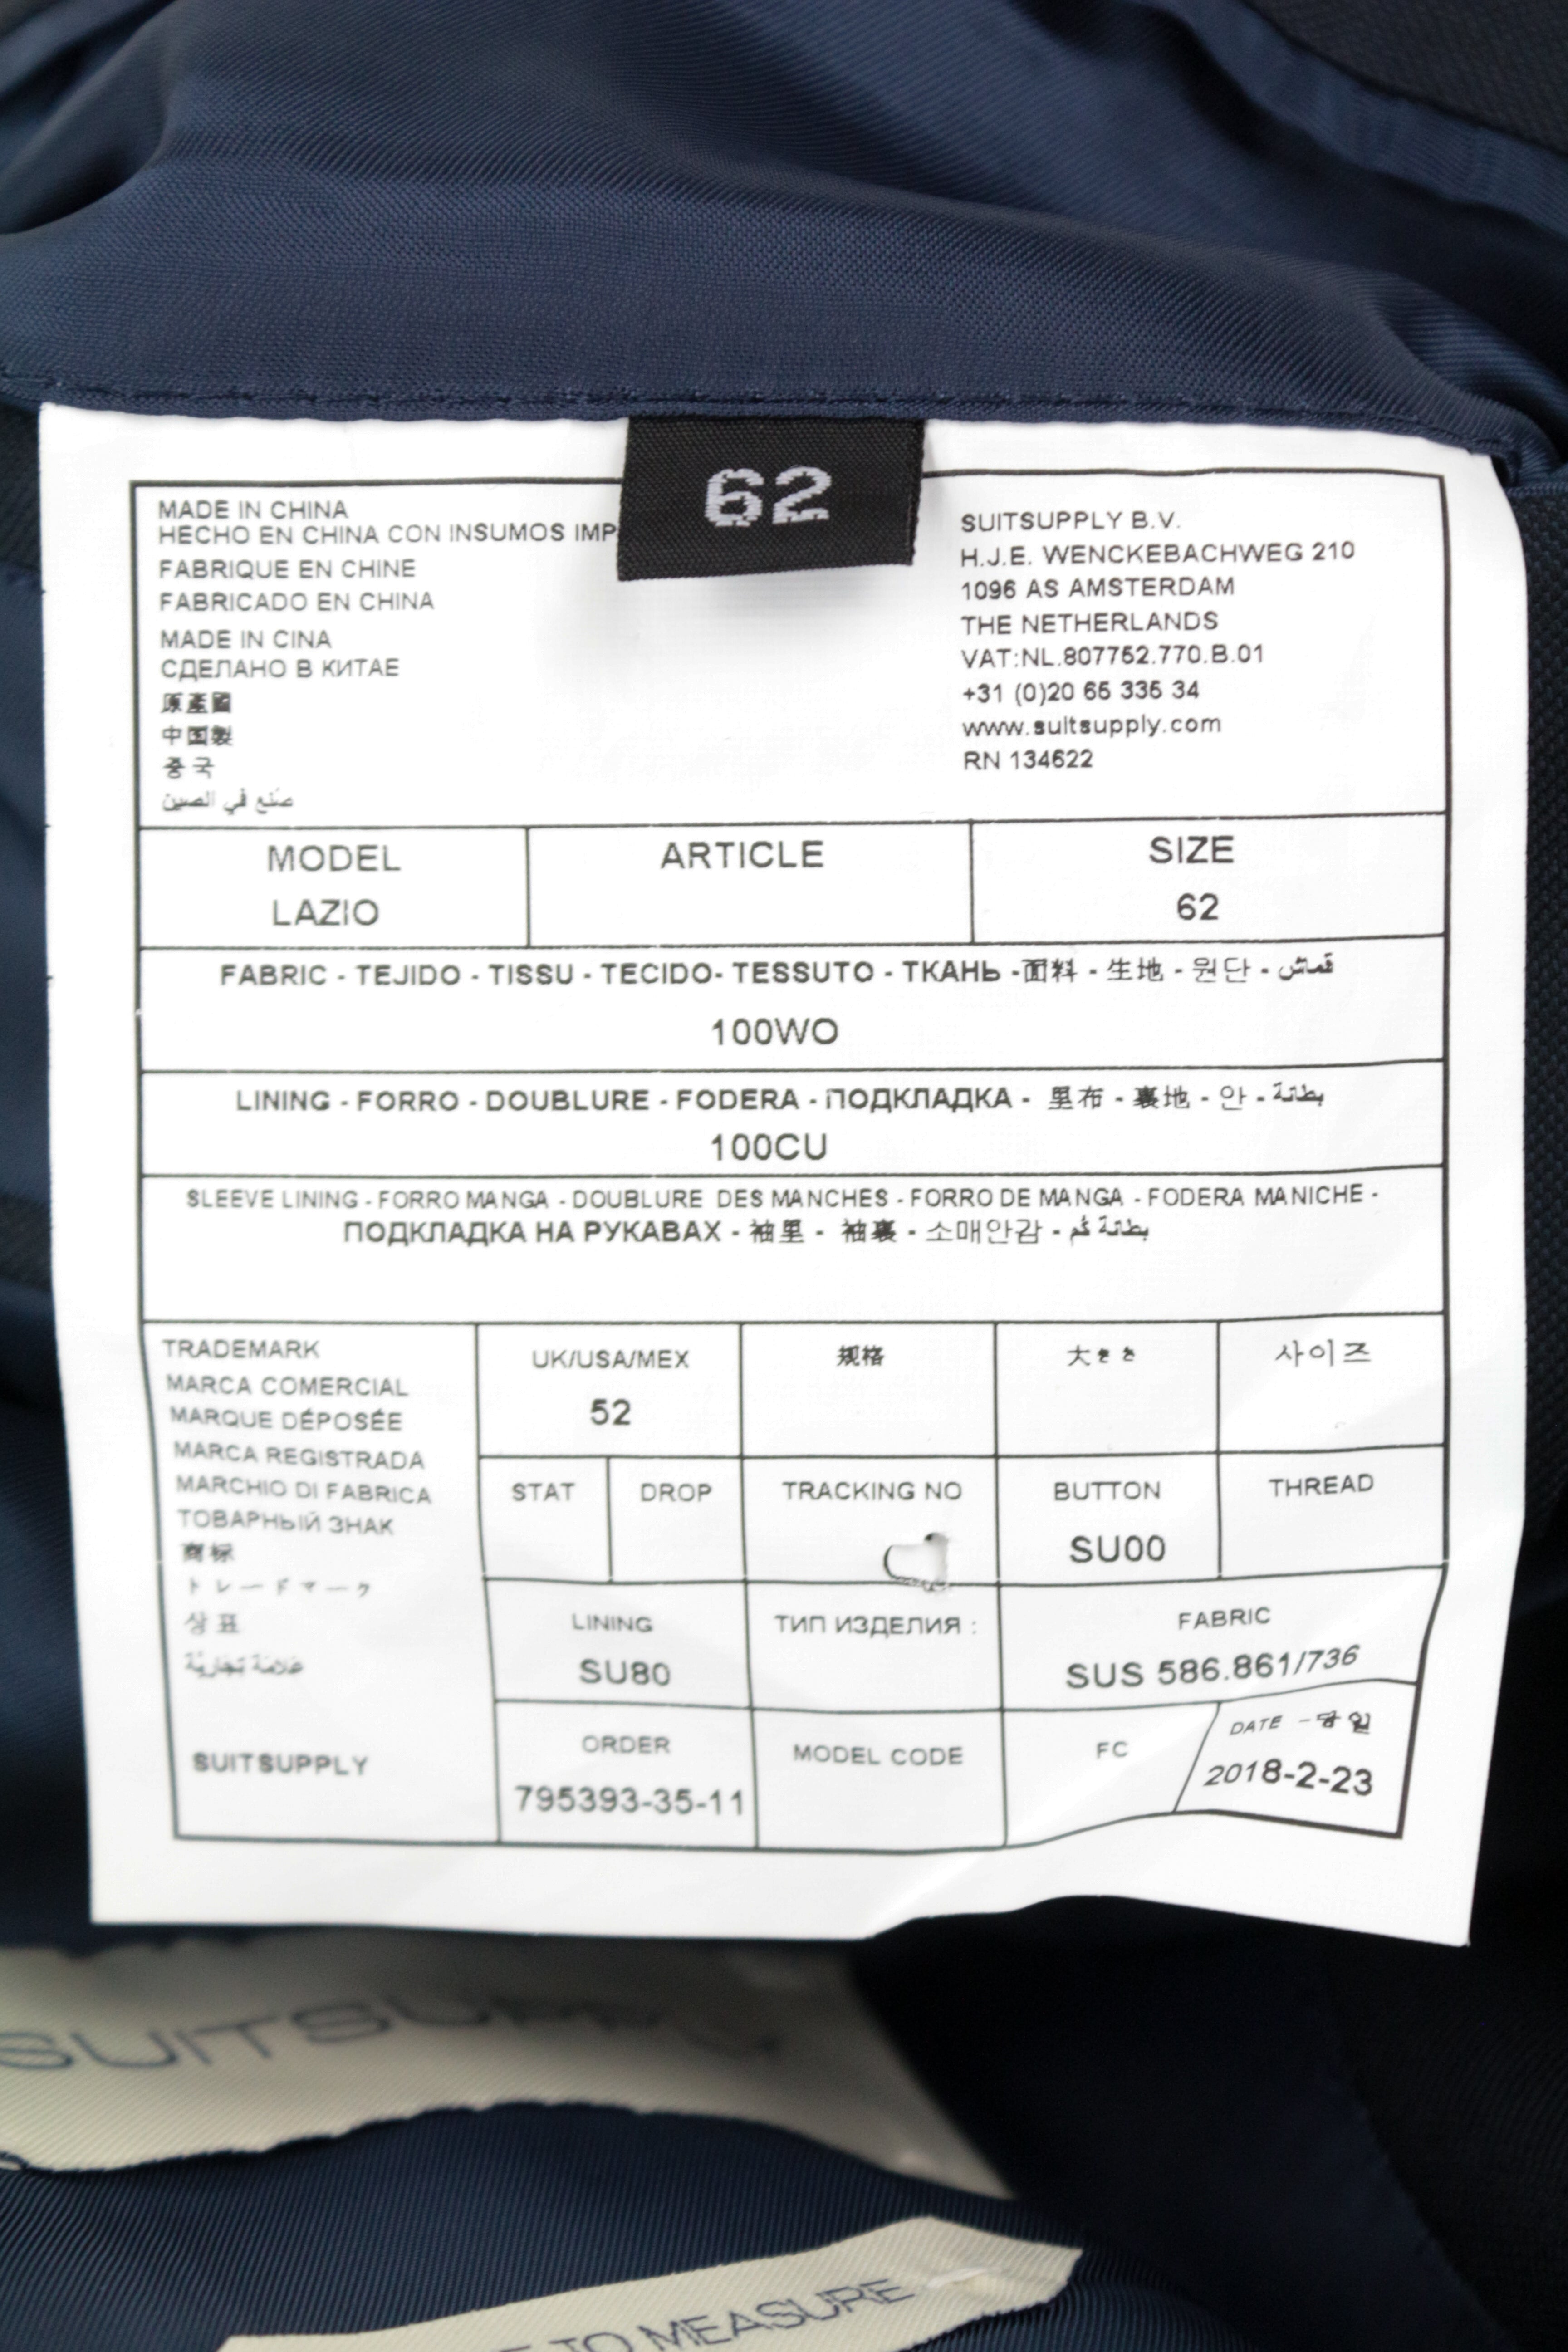 62
MADE IN CHINA
HECHO EN CHINA CON INSUMOS IMP
FABRIQUE EN CHINE
FABRICADO EN CHINA
MADE IN CINA
СДЕЛАНО В КИТАЕ
原產國
中国製
중국
صنع في الصين
SUITSUPPLY B.V.
H.J.E. WENCKEBACHWEG 210
1096 AS AMSTERDAM
THE NETHERLANDS
VAT:NL.807752.770.B.01
+31 (0)20 65 335 34
www.suitsupply.com
RN 134622
MODEL
LAZIO
ARTICLE
SIZE
62
FABRIC - TEJIDO - TISSU - TECIDO- TESSUTO - ТКАНЬ -面料 - 生地 - 원단 - قماش
100WO
LINING - FORRO - DOUBLURE - FODERA - ПОДКЛАДКА - 里布 - 裏地 - 안 - بطانة
100CU
SLEEVE LINING - FORRO MANGA - DOUBLURE DES MANCHES - FORRO DE MANGA - FODERA MANICHE -
ПОДКЛАДКА НА РУКАВАХ - 袖里 - 袖裏 - 소매안감 - بطانة كم
TRADEMARK
MARCA COMERCIAL
MARQUE DÉPOSÉE
MARCA REGISTRADA
MARCHIO DI FABRICA
ТОВАРНЫЙ ЗНАК
商标
トレードマーク
상표
علامة تجارية
SUITSUPPLY
UK/USA/MEX
52
规格
大きさ
사이즈
STAT
DROP
TRACKING NO
BUTTON
SU00
THREAD
LINING
SU80
ТИП ИЗДЕЛИЯ :
FABRIC
SUS 586.861/736
ORDER
795393-35-11
MODEL CODE
FC
DATE -
2018-2-23
SUITSUPPLY
TO MEASURE